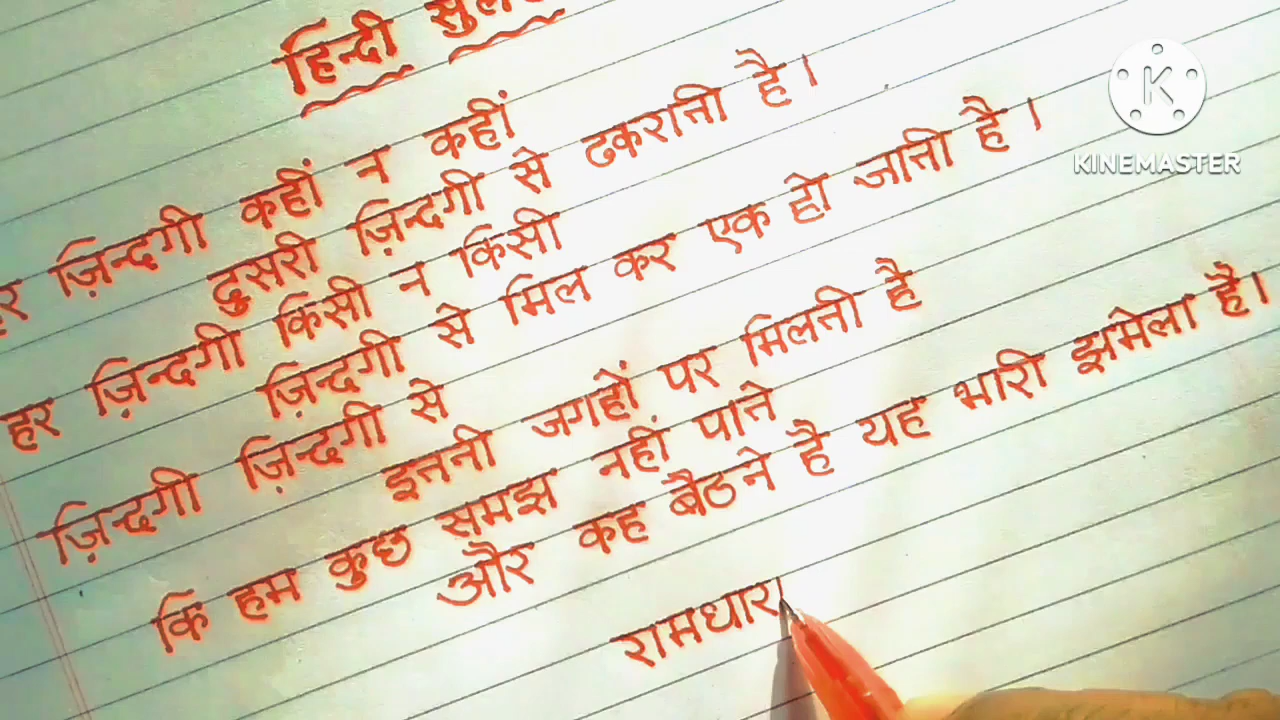 हिन्दी
K
KINEMASTER
ज़िन्दगी कहीं न कहीं
दुसरी ज़िन्दगी से टकराती है।
हर ज़िन्दगी किसी न किसी
ज़िन्दगी से मिल कर एक हो जाती है।
ज़िन्दगी ज़िन्दगी से
इतनी जगहों पर मिलती है
कि हम कुछ समझ नहीं पाते
और कह बैठते है यह भारी झमेला है।
रामधार